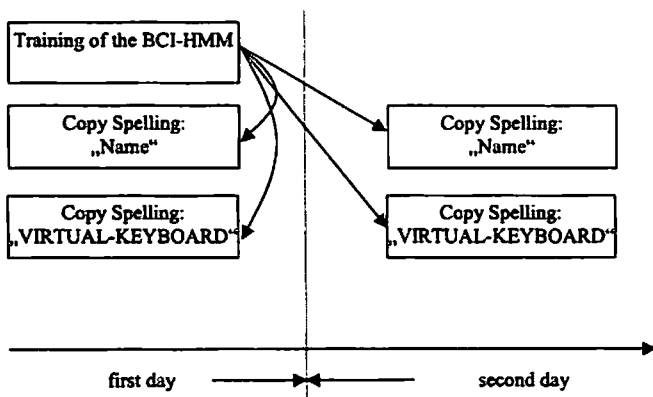 Training of the BCI-HMM
Copy Spelling:
„Name“
Copy Spelling:
„VIRTUAL-KEYBOARD“
Copy Spelling:
„Name“
Copy Spelling:
„VIRTUAL-KEYBOARD“
first day
second day